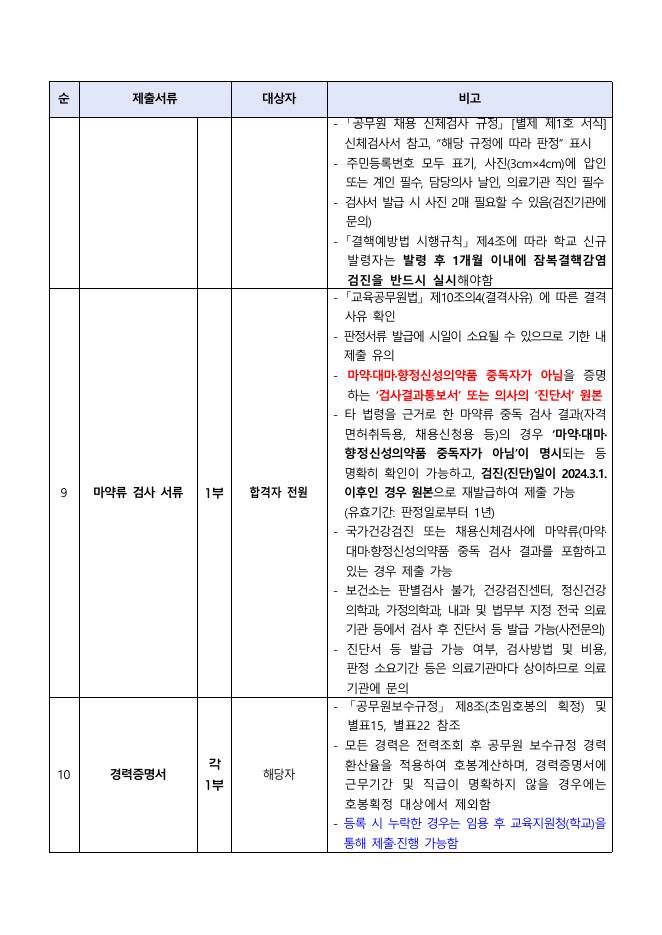 순 제출서류 대상자 비고
- 「공무원 채용 신체검사 규정」 [별제 제1호 서식]
신체검사서 참고, “해당 규정에 따라 판정” 표시
- 주민등록번호 모두 표기, 사진(3cm×4cm)에 압인
또는 계인 필수, 담당의사 날인, 의료기관 직인 필수
- 검사서 발급 시 사진 2매 필요할 수 있음(검진기관에
문의)
- 「결핵예방법 시행규칙」 제4조에 따라 학교 신규
발령자는 발령 후 1개월 이내에 잠복결핵감염
검진을 반드시 실시해야함
9 마약류 검사 서류 1부 합격자 전원
- 「교육공무원법」 제10조의4(결격사유) 에 따른 결격
사유 확인
- 판정서류 발급에 시일이 소요될 수 있으므로 기한 내
제출 유의
- 마약·대마·향정신성의약품 중독자가 아님을 증명
하는 ‘검사결과통보서’ 또는 의사의 ‘진단서’ 원본
- 타 법령을 근거로 한 마약류 중독 검사 결과(자격
면허취득용, 채용신청용 등)의 경우 ‘마약·대마·
향정신성의약품 중독자가 아님’이 명시되는 등
명확히 확인이 가능하고, 검진(진단)일이 2024.3.1.
이후인 경우 원본으로 재발급하여 제출 가능
(유효기간: 판정일로부터 1년)
- 국가건강검진 또는 채용신체검사에 마약류(마약·
대마·향정신성의약품 중독 검사 결과를 포함하고
있는 경우 제출 가능
- 보건소는 판별검사 불가, 건강검진센터, 정신건강
의학과, 가정의학과, 내과 및 법무부 지정 전국 의료
기관 등에서 검사 후 진단서 등 발급 가능(사전문의)
- 진단서 등 발급 가능 여부, 검사방법 및 비용,
판정 소요기간 등은 의료기관마다 상이하므로 의료
기관에 문의
10 경력증명서 각
1부 해당자
- 「공무원보수규정」 제8조(초임호봉의 획정) 및
별표15, 별표22 참조
- 모든 경력은 전력조회 후 공무원 보수규정 경력
환산율을 적용하여 호봉계산하며, 경력증명서에
근무기간 및 직급이 명확하지 않을 경우에는
호봉획정 대상에서 제외함
- 등록 시 누락한 경우는 임용 후 교육지원청(학교)을
통해 제출·진행 가능함